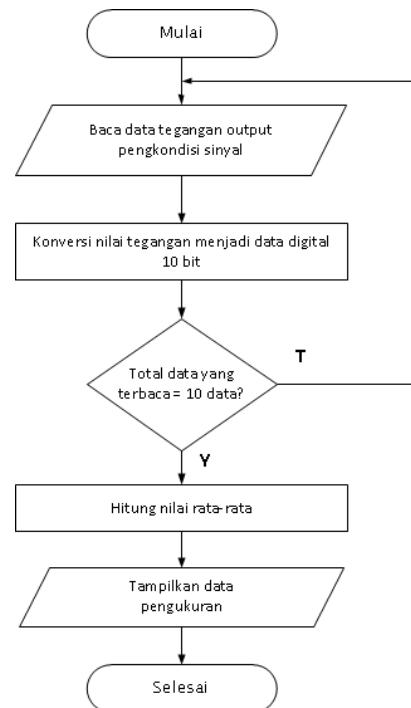 Mulai
Baca data tegangan output
pengkondisi sinyal
Konversi nilai tegangan menjadi data digital
10 bit
Total data yang
terbaca = 10 data?
T
Y
Hitung nilai rata-rata
Tampilkan data
pengukuran
Selesai